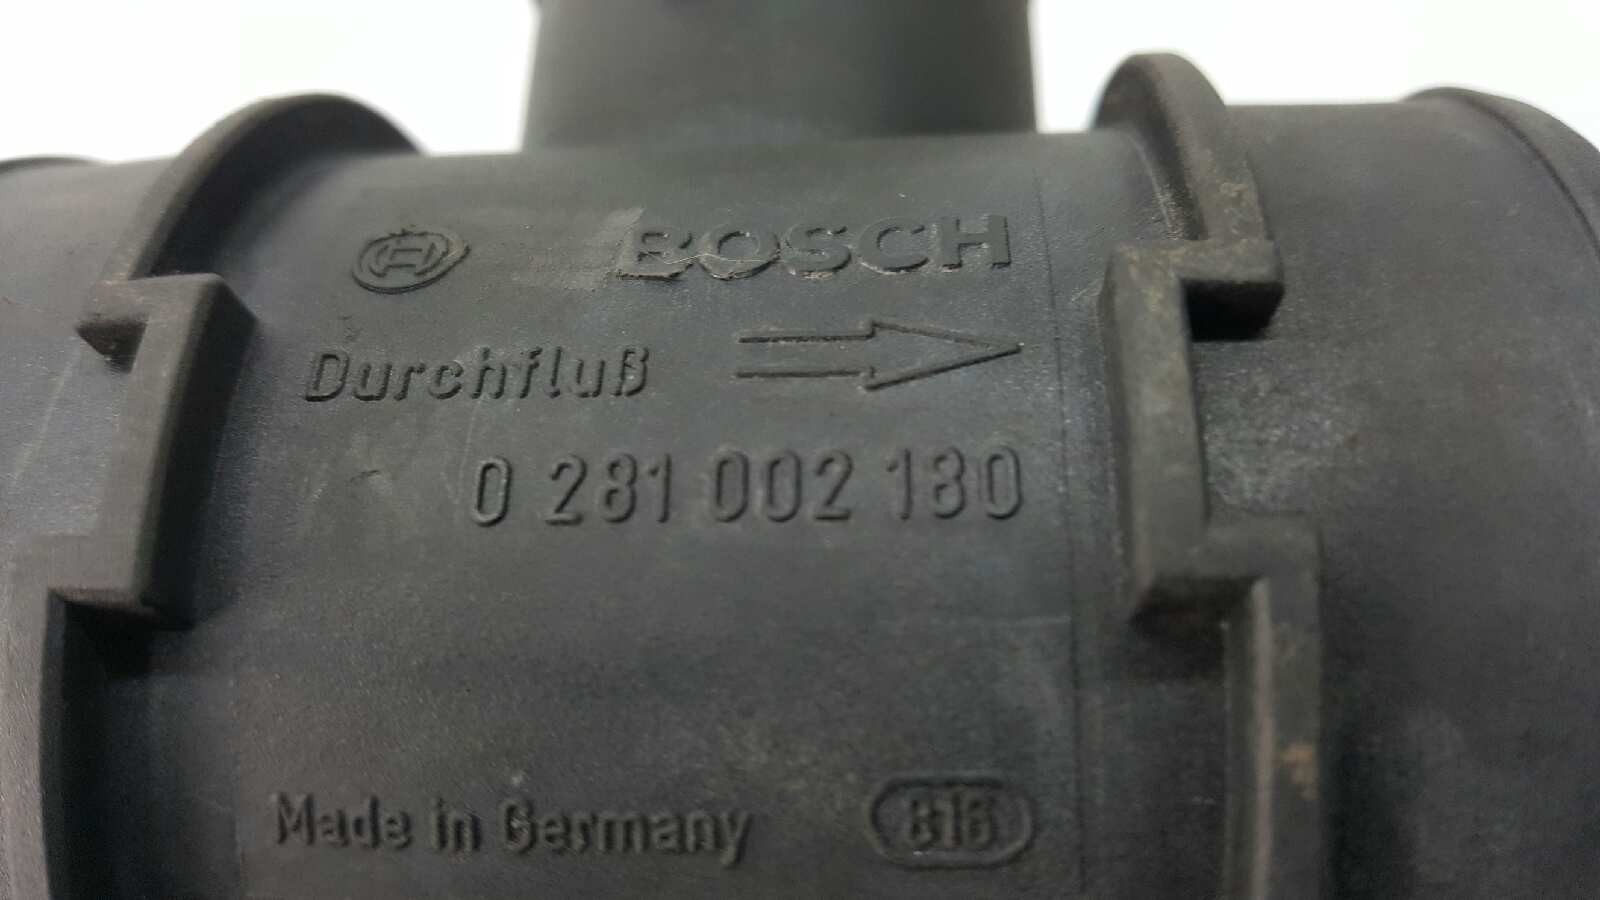 BOSCH
Durchfluß
0 281 002 180
Made in Germany 816